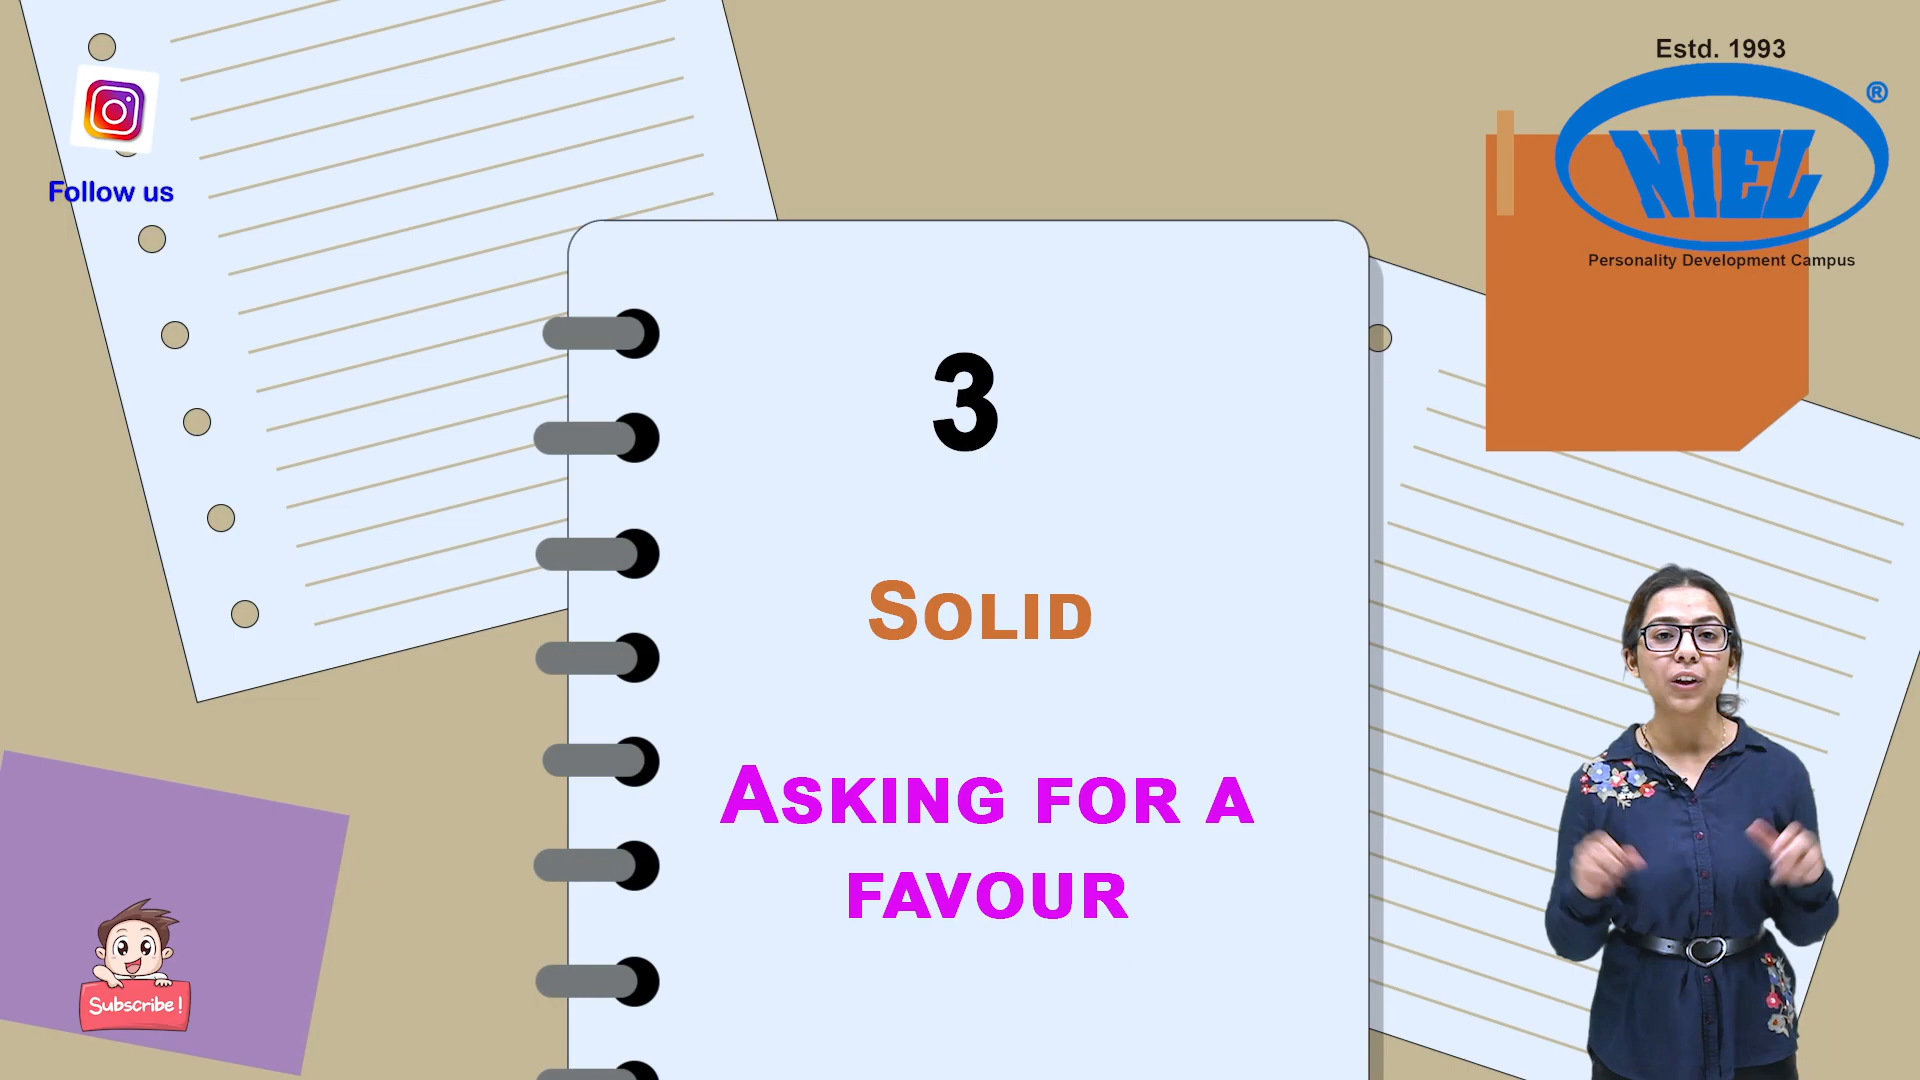 Estd. 1993
NIEL ®
Personality Development Campus
Follow us
3
SOLID
ASKING FOR A
FAVOUR
Subscribe!